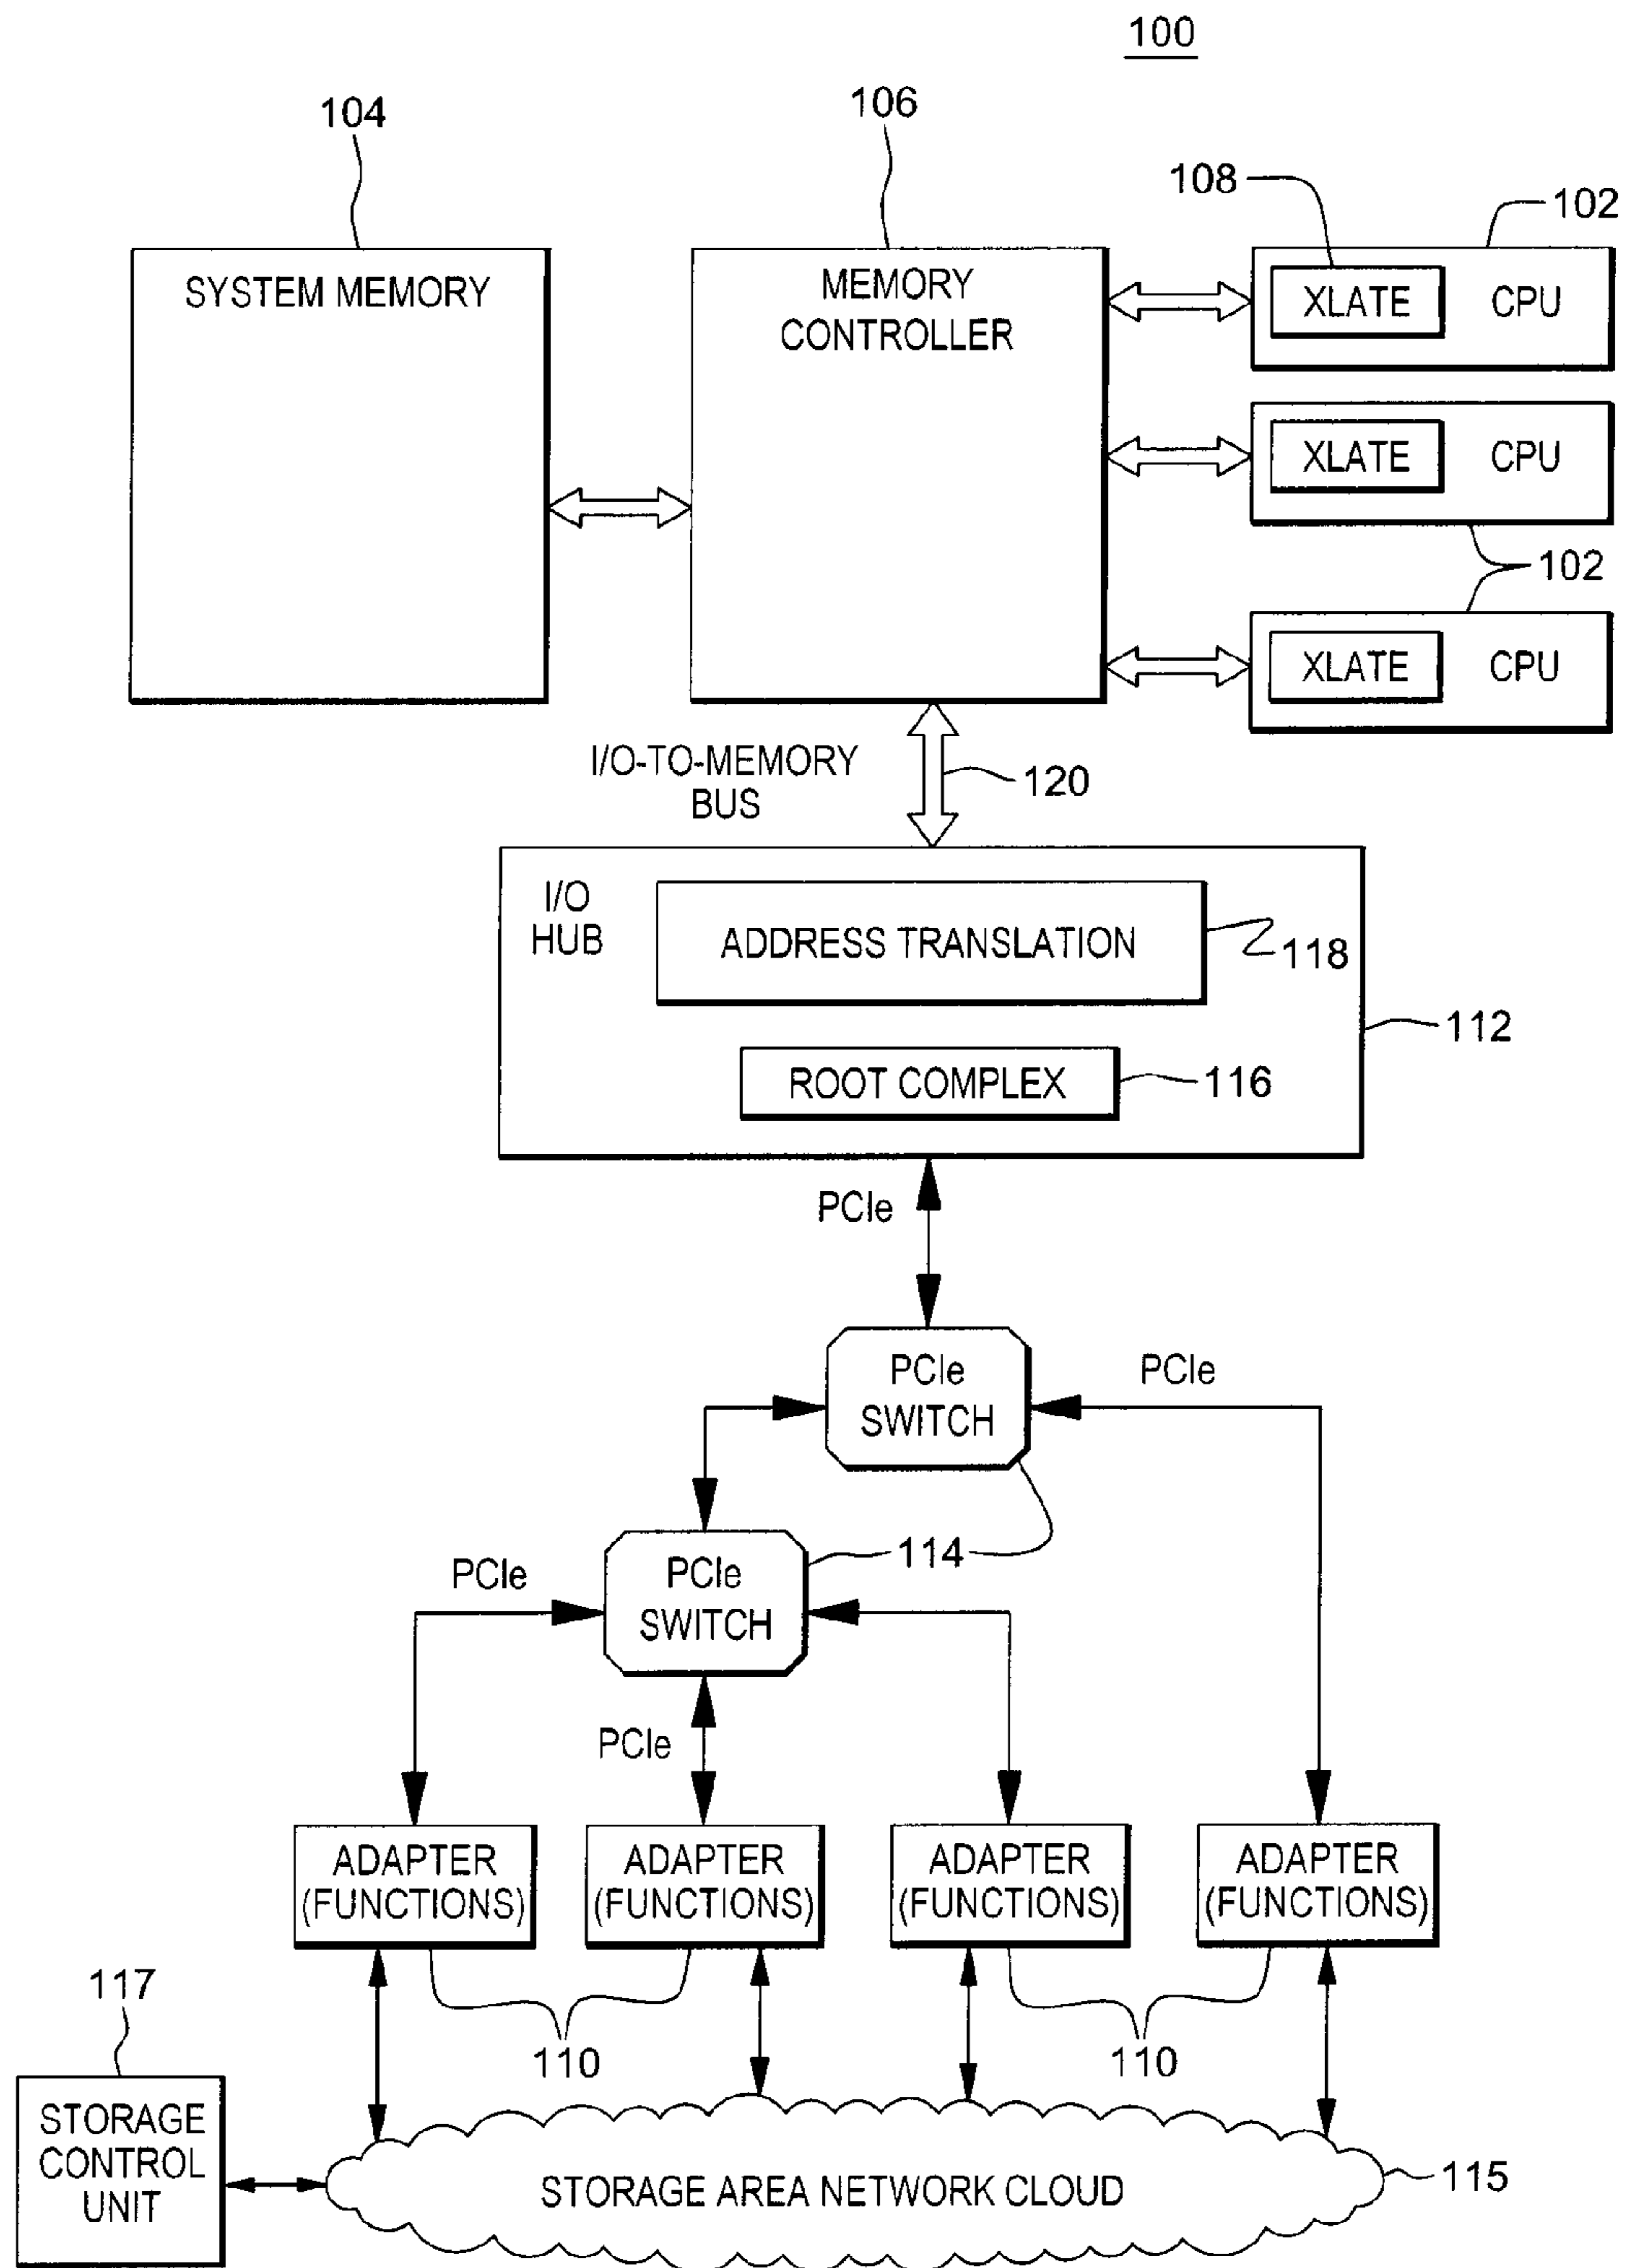 100
104
106
108
102
SYSTEM MEMORY
MEMORY
CONTROLLER
XLATE
CPU
XLATE
CPU
102
XLATE
CPU
I/O-TO-MEMORY
BUS
120
I/O
HUB
ADDRESS TRANSLATION
118
112
ROOT COMPLEX
116
PCIe
PCIe
SWITCH
PCIe
114
PCIe
PCIe
SWITCH
PCIe
ADAPTER
(FUNCTIONS)
ADAPTER
(FUNCTIONS)
ADAPTER
(FUNCTIONS)
ADAPTER
(FUNCTIONS)
117
110
110
STORAGE
CONTROL
UNIT
STORAGE AREA NETWORK CLOUD
115